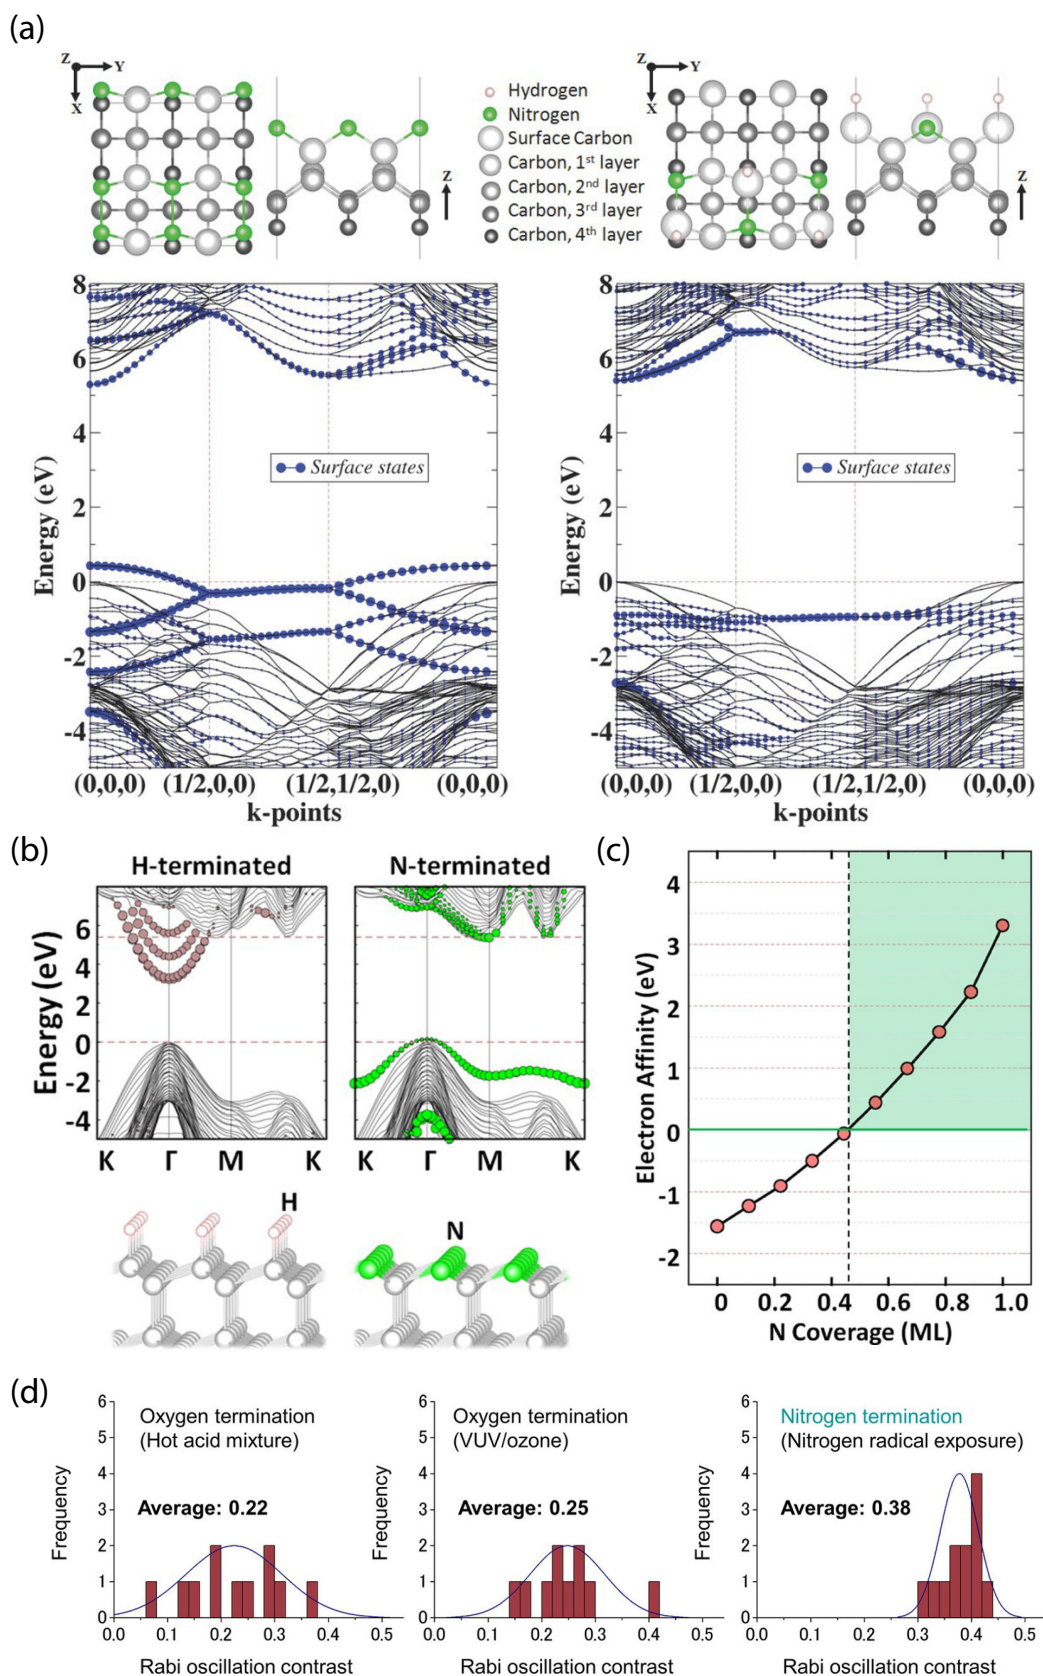 (a)
Z
Y
X
Z
Hydrogen
Nitrogen
Surface Carbon
Carbon, 1st layer
Carbon, 2nd layer
Carbon, 3rd layer
Carbon, 4th layer
Z
Y
X
Z
8
6
4
2
0
-2
-4
Energy (eV)
Surface states
(0,0,0) (1/2,0,0) (1/2,1/2,0) (0,0,0)
k-points
8
6
4
2
0
-2
-4
Energy (eV)
Surface states
(0,0,0) (1/2,0,0) (1/2,1/2,0) (0,0,0)
k-points
(b)
H-terminated
N-terminated
Energy (eV)
6
4
2
0
-2
-4
K Γ M K
K Γ M K
H
N
(c)
Electron Affinity (eV)
4
3
2
1
0
-1
-2
0 0.2 0.4 0.6 0.8 1.0
N Coverage (ML)
(d)
Frequency
6
5
4
3
2
1
0
Oxygen termination
(Hot acid mixture)
Average: 0.22
0.0 0.1 0.2 0.3 0.4 0.5
Rabi oscillation contrast
Frequency
6
5
4
3
2
1
0
Oxygen termination
(VUV/ozone)
Average: 0.25
0.0 0.1 0.2 0.3 0.4 0.5
Rabi oscillation contrast
Frequency
6
5
4
3
2
1
0
Nitrogen termination
(Nitrogen radical exposure)
Average: 0.38
0.0 0.1 0.2 0.3 0.4 0.5
Rabi oscillation contrast